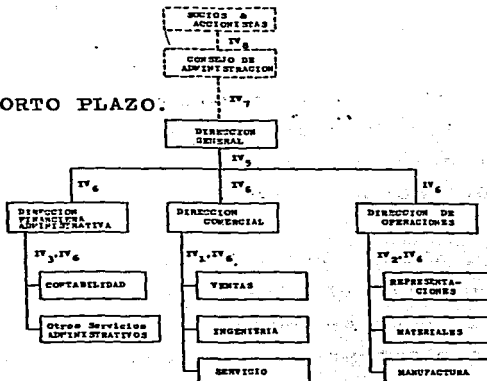 SOCIOS &
ACCIONISTAS
IV8
CONSEJO DE
ADMINISTRACION
ORTO PLAZO.
IV7
DIRECCION
GENERAL
IV5
IV6
IV6
IV6
DIRECCION
FINANCIERA
ADMINISTRATIVA
DIRECCION
COMERCIAL
DIRECCION DE
OPERACIONES
IV3,IV6
IV1,IV6.
IV2,IV6
CONTABILIDAD
VENTAS
REPRESENTA-
CIONES
Otros Servicios
ADMINISTRATIVOS
INGENIERIA
MATERIALES
SERVICIO
MANUFACTURA